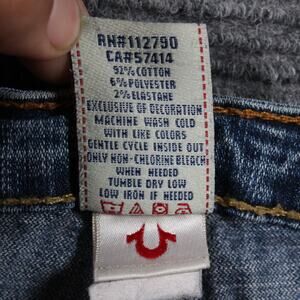 RN#112790
CA#57414
92% COTTON
6% POLYESTER
2% ELASTANE
EXCLUSIVE OF DECORATION
MACHINE WASH COLD
WITH LIKE COLORS
GENTLE CYCLE INSIDE OUT
ONLY NON-CHLORINE BLEACH
WHEN NEEDED
TUMBLE DRY LOW
LOW IRON IF NEEDED